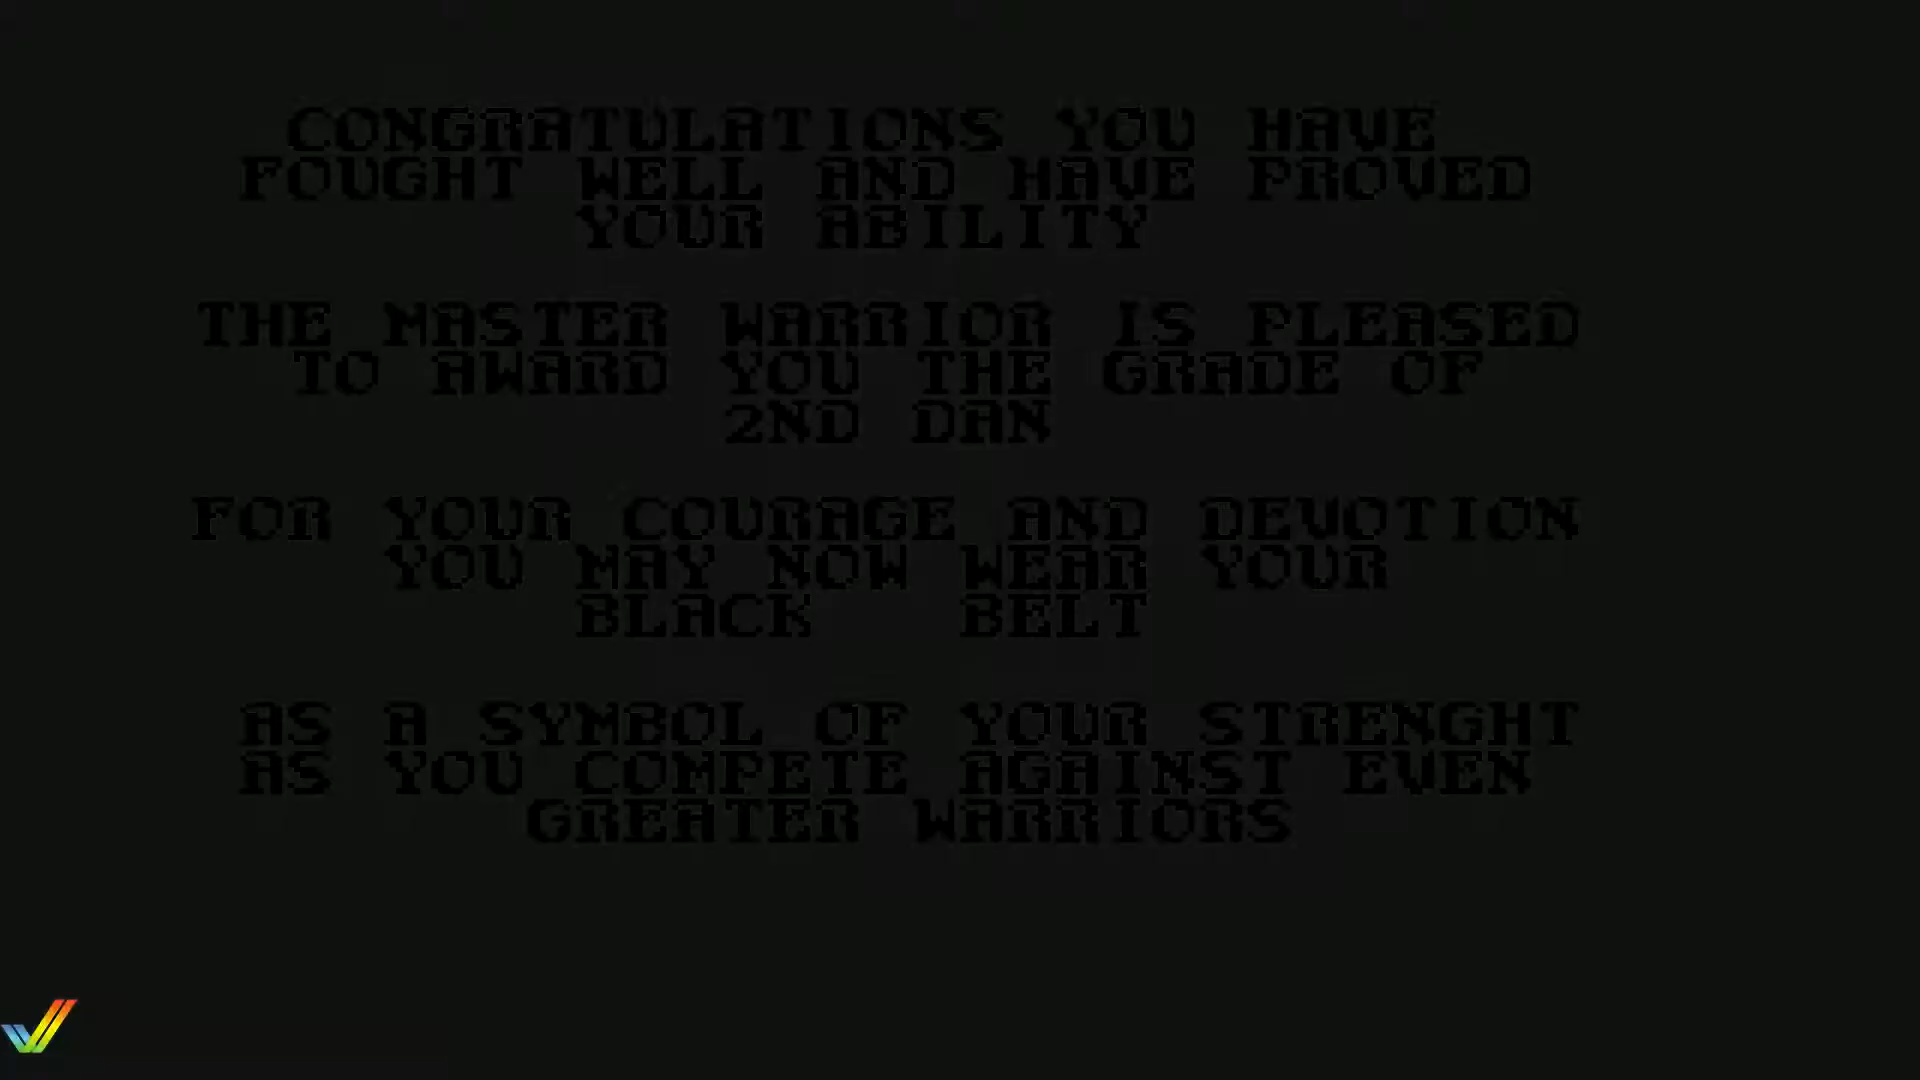 CONGRATULATIONS YOU HAVE
FOUGHT WELL AND HAVE PROVED
YOUR ABILITY
THE MASTER WARRIOR IS PLEASED
TO AWARD YOU THE GRADE OF
2ND DAN
FOR YOUR COURAGE AND DEVOTION
YOU MAY NOW WEAR YOUR
BLACK BELT
AS A SYMBOL OF YOUR STRENGHT
AS YOU COMPETE AGAINST EVEN
GREATER WARRIORS